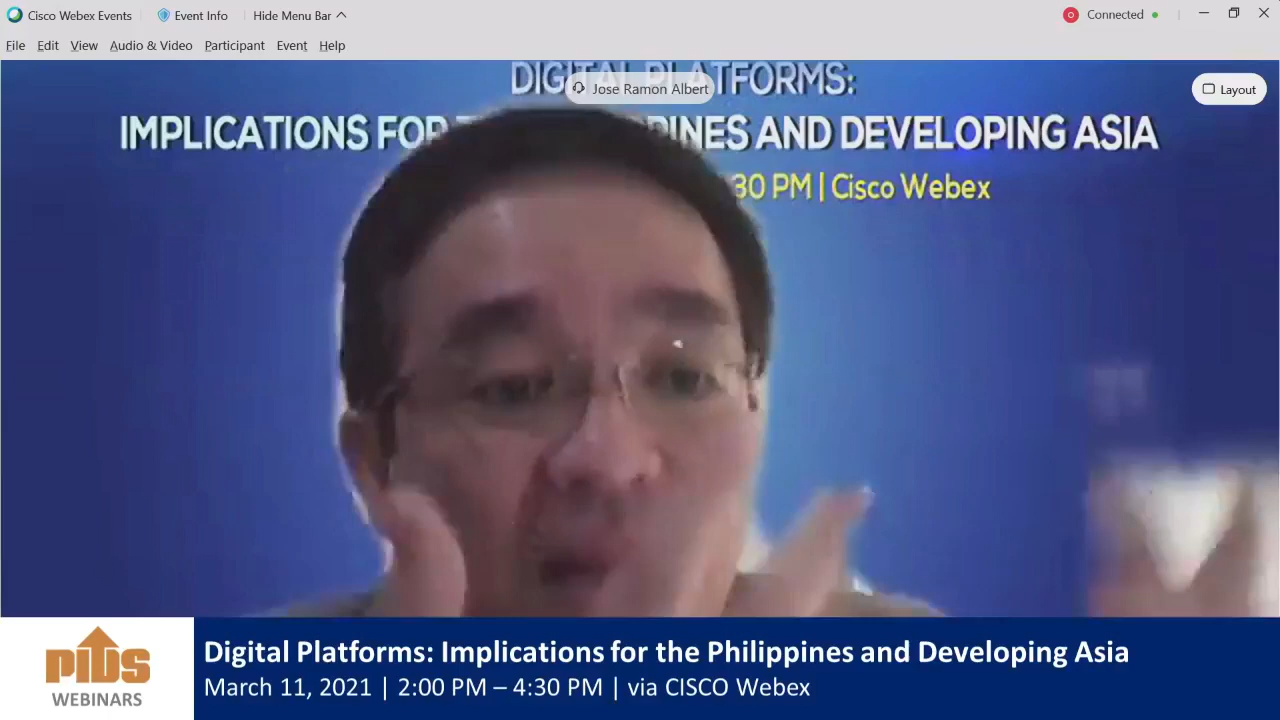 Cisco Webex Events
Event Info
Hide Menu Bar
Connected
File Edit View Audio & Video Participant Event Help
DIGITAL PLATFORMS:
Jose Ramon Albert
Layout
IMPLICATIONS FOR PINES AND DEVELOPING ASIA
30 PM | Cisco Webex
PIDS
WEBINARS
Digital Platforms: Implications for the Philippines and Developing Asia
March 11, 2021 | 2:00 PM – 4:30 PM | via CISCO Webex